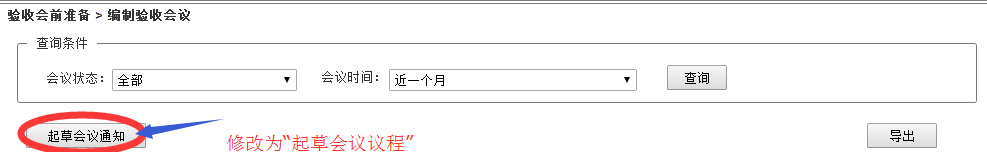 验收会前准备 > 编制验收会议
查询条件
会议状态： 全部 会议时间： 近一个月 查询
起草会议通知 修改为“起草会议议程” 导出